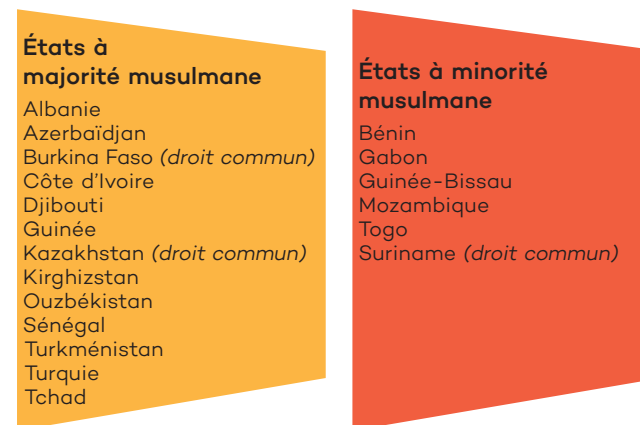 États à
majorité musulmane
Albanie
Azerbaïdjan
Burkina Faso (droit commun)
Côte d'Ivoire
Djibouti
Guinée
Kazakhstan (droit commun)
Kirghizstan
Ouzbékistan
Sénégal
Turkménistan
Turquie
Tchad
États à minorité
musulmane
Bénin
Gabon
Guinée-Bissau
Mozambique
Togo
Suriname (droit commun)